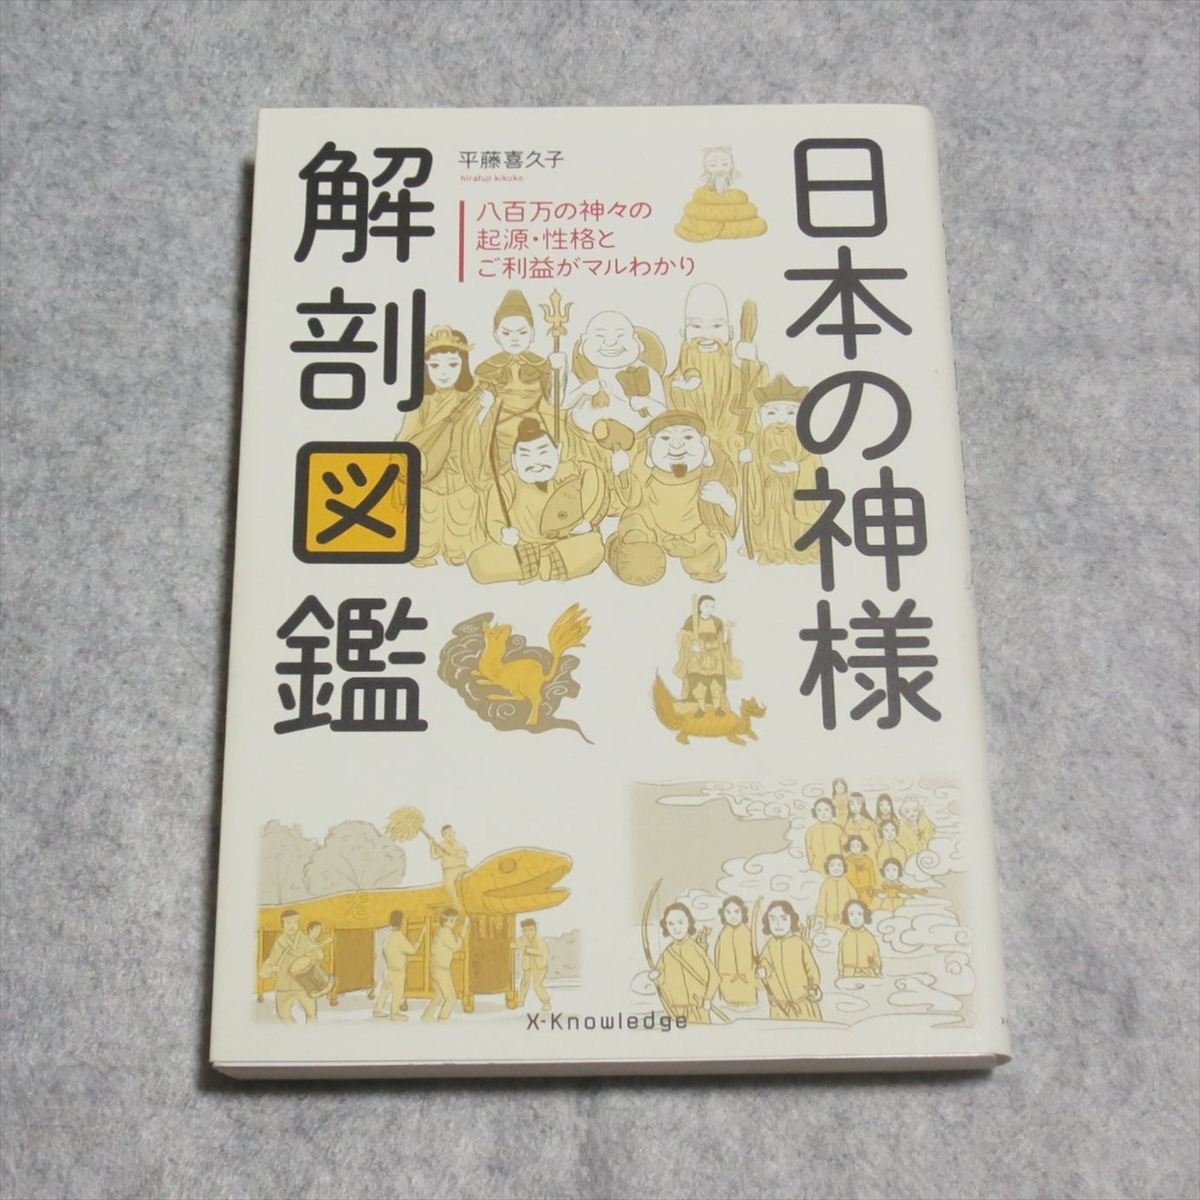 日本の神様
解剖図鑑
平藤喜久子
hirafuji kikuko
八百万の神々の
起源・性格と
ご利益がマルわかり
X-Knowledge